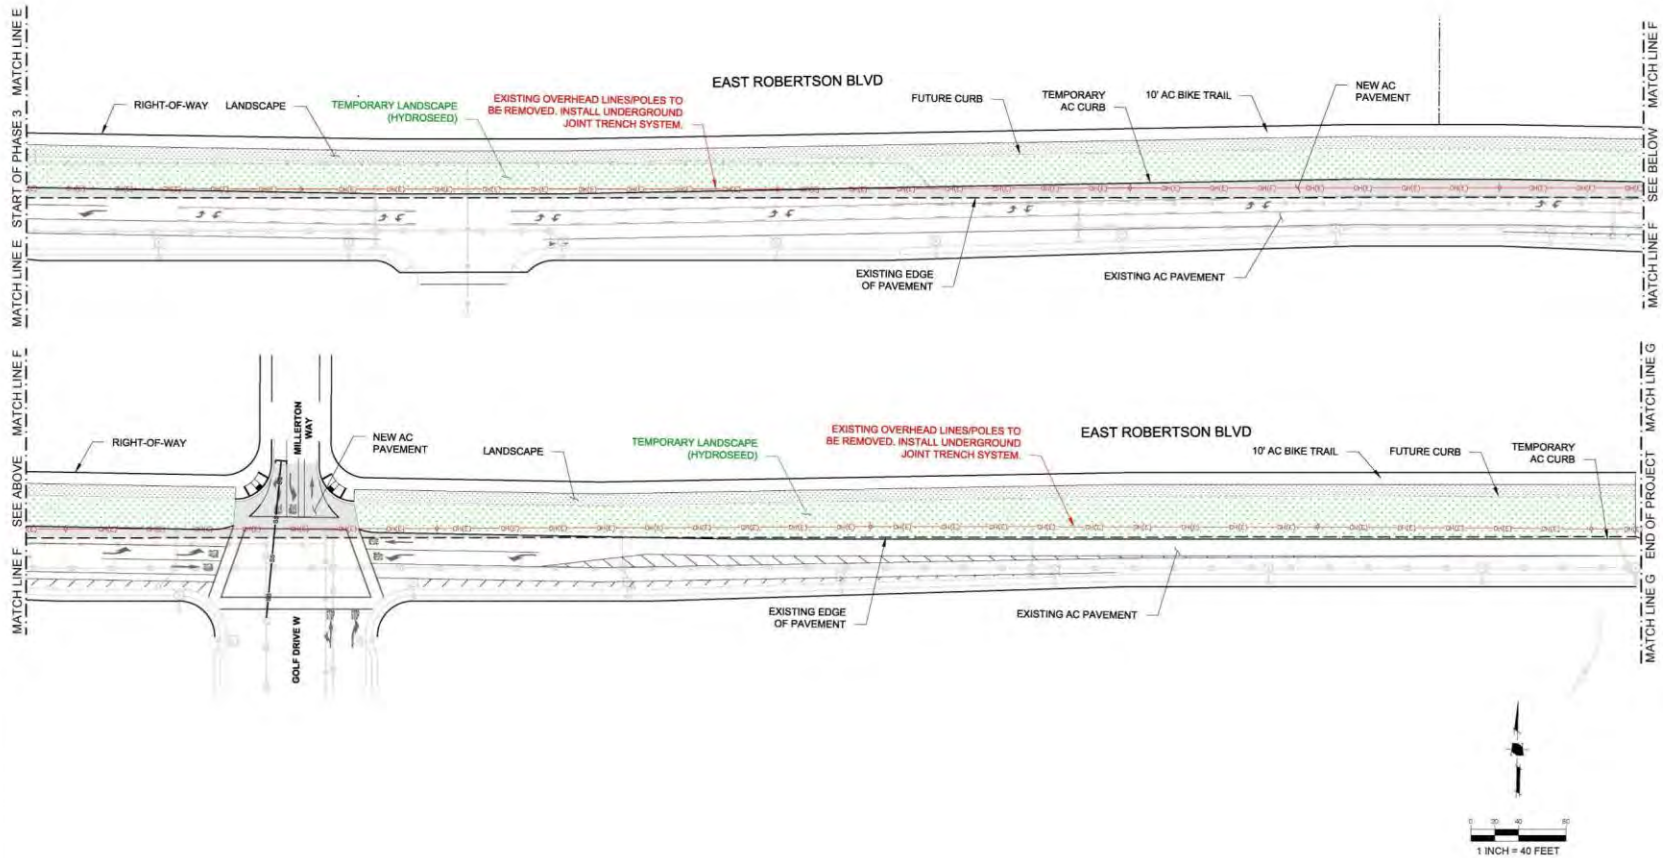 MATCH LINE E START OF PHASE 3 MATCH LINE E
EAST ROBERTSON BLVD
RIGHT-OF-WAY
LANDSCAPE
TEMPORARY LANDSCAPE
(HYDROSEED)
EXISTING OVERHEAD LINES/POLES TO
BE REMOVED. INSTALL UNDERGROUND
JOINT TRENCH SYSTEM.
FUTURE CURB
TEMPORARY
AC CURB
10' AC BIKE TRAIL
NEW AC
PAVEMENT
EXISTING EDGE
OF PAVEMENT
EXISTING AC PAVEMENT
MATCH LINE F SEE BELOW MATCH LINE F
MATCH LINE F SEE ABOVE MATCH LINE F
RIGHT-OF-WAY
MILLERTON
WAY
NEW AC
PAVEMENT
LANDSCAPE
TEMPORARY LANDSCAPE
(HYDROSEED)
EXISTING OVERHEAD LINES/POLES TO
BE REMOVED. INSTALL UNDERGROUND
JOINT TRENCH SYSTEM.
EAST ROBERTSON BLVD
10' AC BIKE TRAIL
FUTURE CURB
TEMPORARY
AC CURB
GOLF DRIVE W
EXISTING EDGE
OF PAVEMENT
EXISTING AC PAVEMENT
MATCH LINE G END OF PROJECT MATCH LINE G
0 20 40 80
1 INCH = 40 FEET